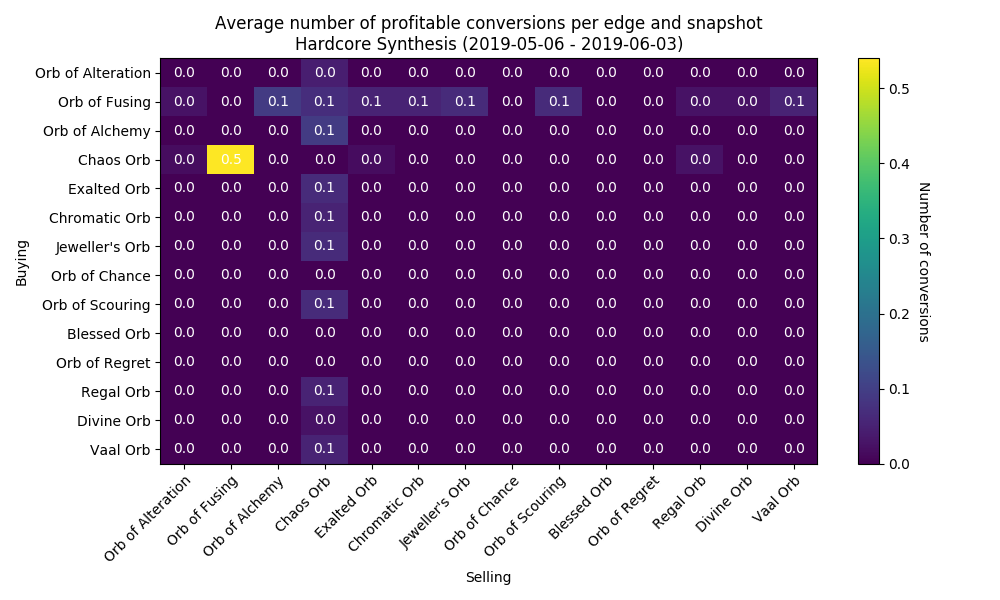 Average number of profitable conversions per edge and snapshot
Hardcore Synthesis (2019-05-06 - 2019-06-03)
Buying
Orb of Alteration 0.0 0.0 0.0 0.0 0.0 0.0 0.0 0.0 0.0 0.0 0.0 0.0 0.0 0.0
Orb of Fusing 0.0 0.0 0.1 0.1 0.1 0.1 0.1 0.0 0.1 0.0 0.0 0.0 0.0 0.1
Orb of Alchemy 0.0 0.0 0.0 0.1 0.0 0.0 0.0 0.0 0.0 0.0 0.0 0.0 0.0 0.0
Chaos Orb 0.0 0.5 0.0 0.0 0.0 0.0 0.0 0.0 0.0 0.0 0.0 0.0 0.0 0.0
Exalted Orb 0.0 0.0 0.0 0.1 0.0 0.0 0.0 0.0 0.0 0.0 0.0 0.0 0.0 0.0
Chromatic Orb 0.0 0.0 0.0 0.1 0.0 0.0 0.0 0.0 0.0 0.0 0.0 0.0 0.0 0.0
Jeweller's Orb 0.0 0.0 0.0 0.1 0.0 0.0 0.0 0.0 0.0 0.0 0.0 0.0 0.0 0.0
Orb of Chance 0.0 0.0 0.0 0.0 0.0 0.0 0.0 0.0 0.0 0.0 0.0 0.0 0.0 0.0
Orb of Scouring 0.0 0.0 0.0 0.1 0.0 0.0 0.0 0.0 0.0 0.0 0.0 0.0 0.0 0.0
Blessed Orb 0.0 0.0 0.0 0.0 0.0 0.0 0.0 0.0 0.0 0.0 0.0 0.0 0.0 0.0
Orb of Regret 0.0 0.0 0.0 0.0 0.0 0.0 0.0 0.0 0.0 0.0 0.0 0.0 0.0 0.0
Regal Orb 0.0 0.0 0.0 0.1 0.0 0.0 0.0 0.0 0.0 0.0 0.0 0.0 0.0 0.0
Divine Orb 0.0 0.0 0.0 0.0 0.0 0.0 0.0 0.0 0.0 0.0 0.0 0.0 0.0 0.0
Vaal Orb 0.0 0.0 0.0 0.1 0.0 0.0 0.0 0.0 0.0 0.0 0.0 0.0 0.0 0.0
Orb of Alteration
Orb of Fusing
Orb of Alchemy
Chaos Orb
Exalted Orb
Chromatic Orb
Jeweller's Orb
Orb of Chance
Orb of Scouring
Blessed Orb
Orb of Regret
Regal Orb
Divine Orb
Vaal Orb
Selling
0.5
0.4
0.3
0.2
0.1
0.0
Number of conversions